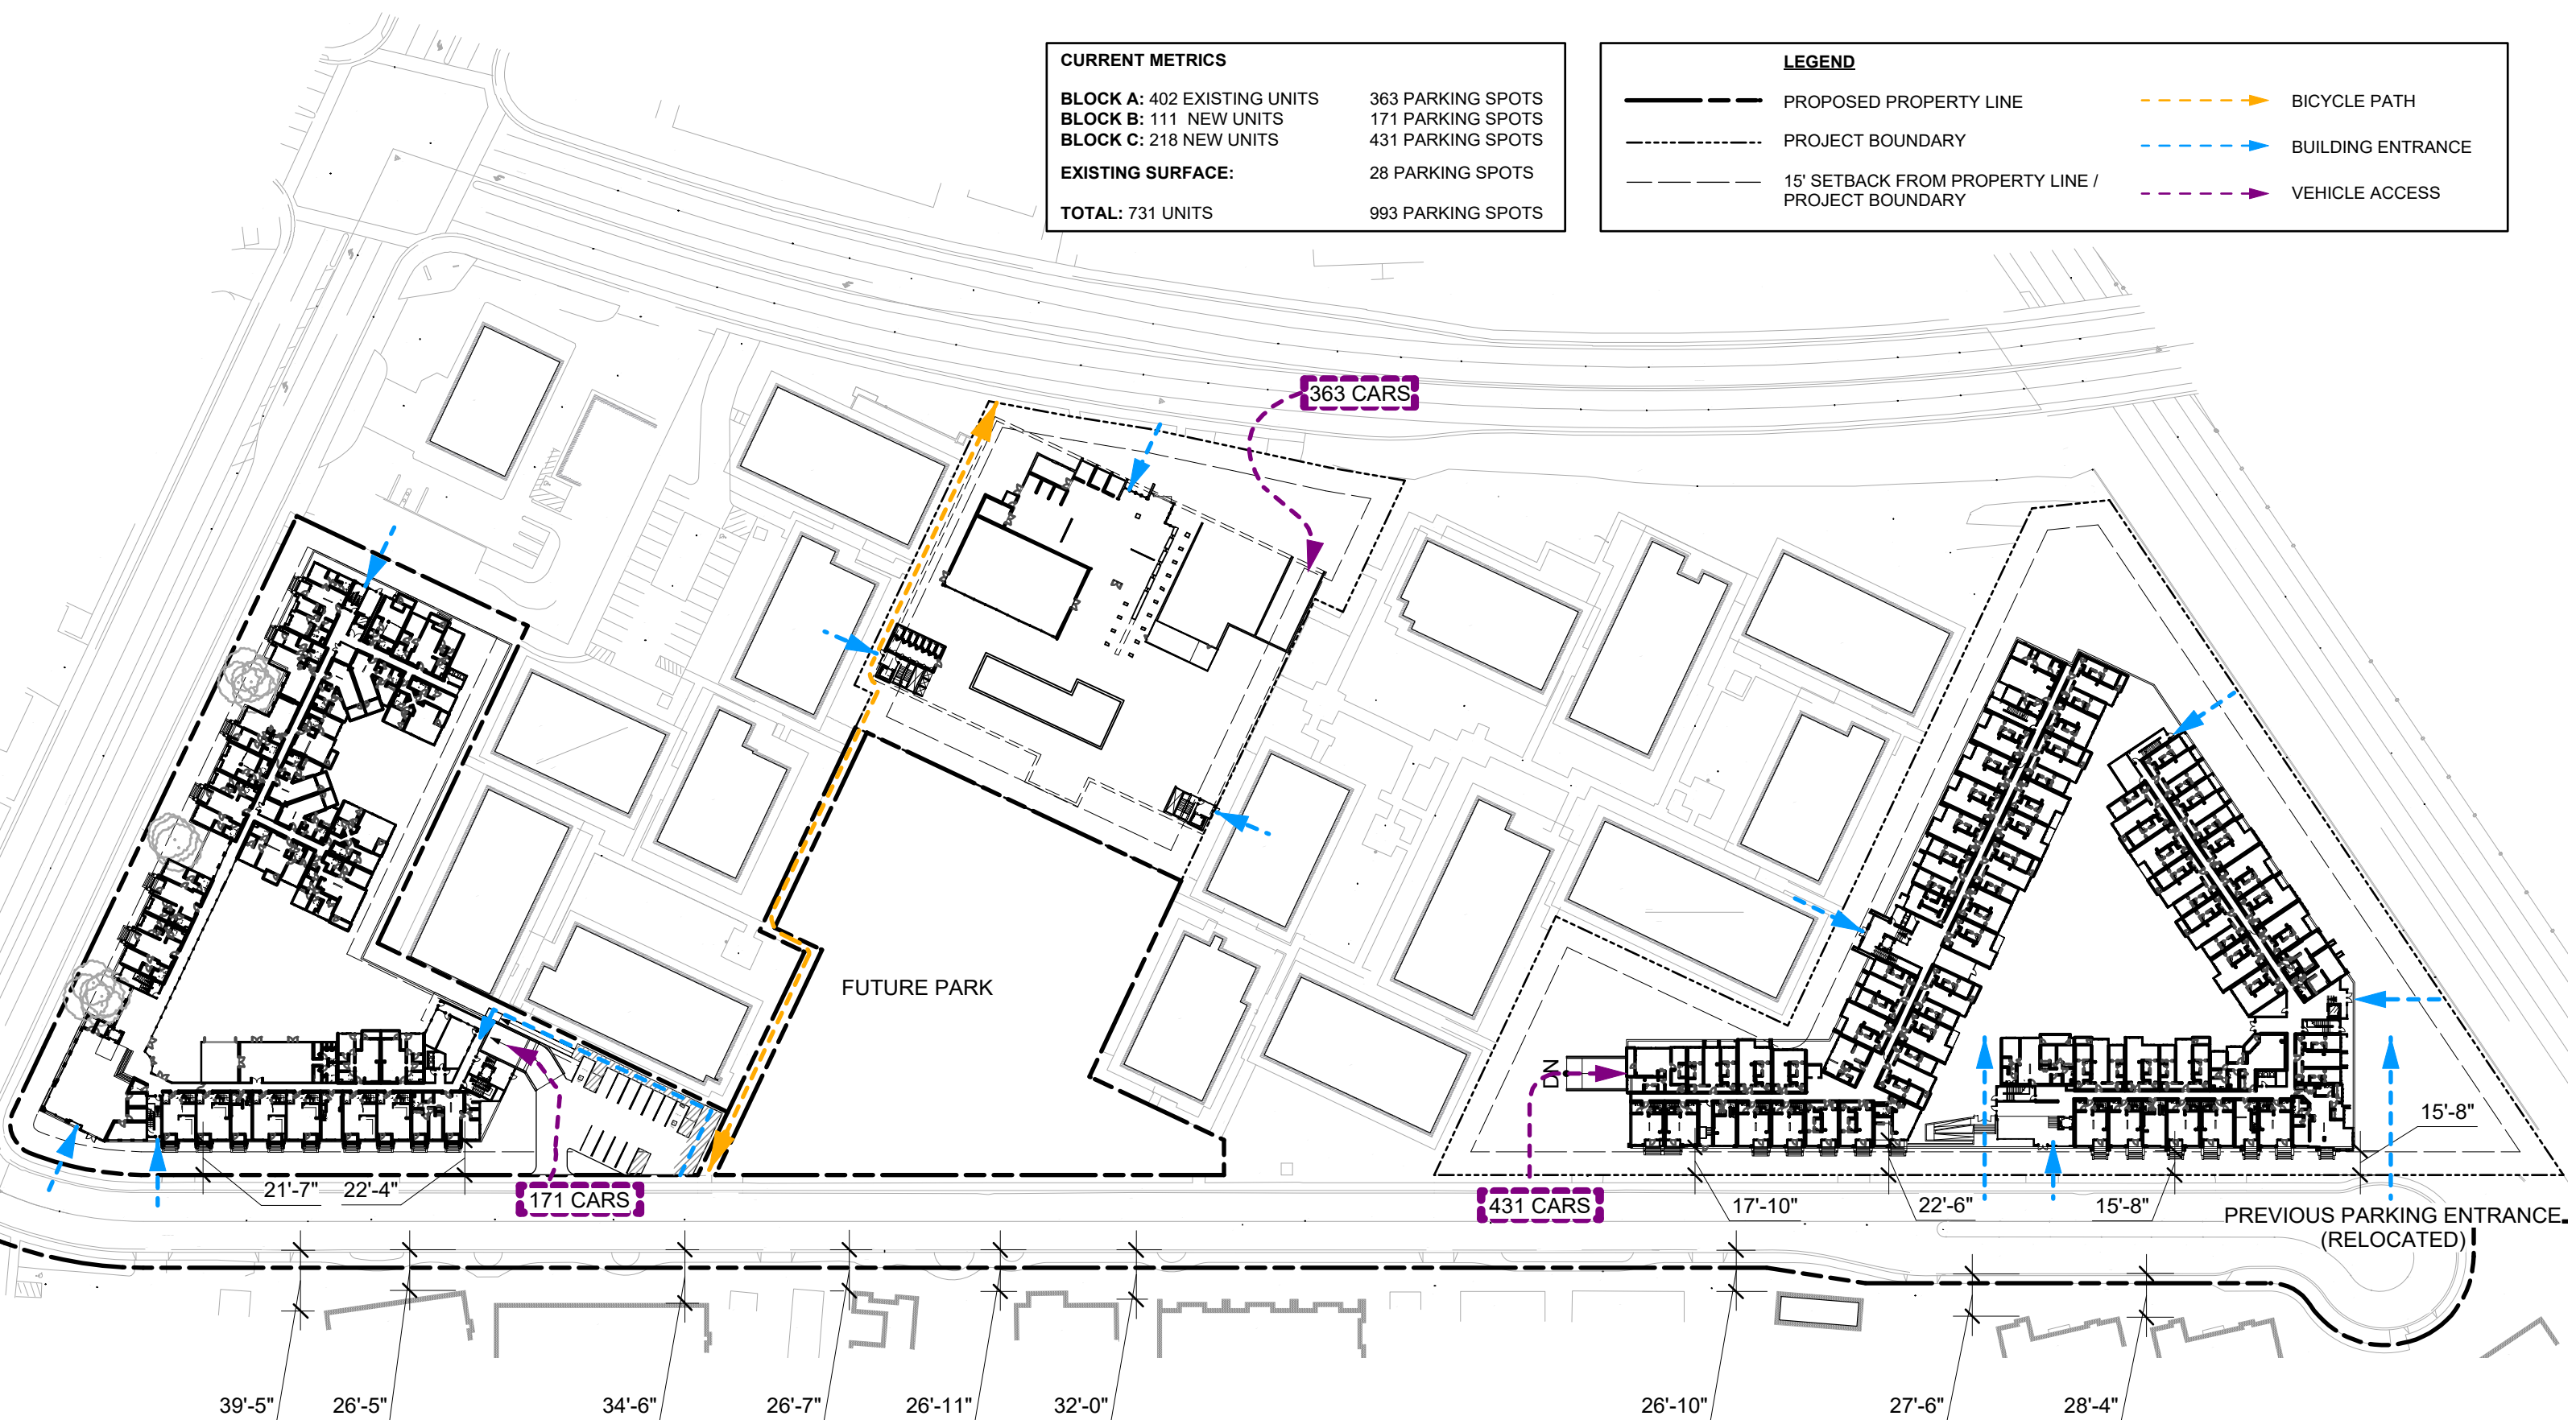 CURRENT METRICS
BLOCK A: 402 EXISTING UNITS 363 PARKING SPOTS
BLOCK B: 111 NEW UNITS 171 PARKING SPOTS
BLOCK C: 218 NEW UNITS 431 PARKING SPOTS
EXISTING SURFACE: 28 PARKING SPOTS
TOTAL: 731 UNITS 993 PARKING SPOTS
LEGEND
PROPOSED PROPERTY LINE
PROJECT BOUNDARY
15' SETBACK FROM PROPERTY LINE /
PROJECT BOUNDARY
BICYCLE PATH
BUILDING ENTRANCE
VEHICLE ACCESS
363 CARS
FUTURE PARK
DN
15'-8"
21'-7" 22'-4"
171 CARS
431 CARS
17'-10"
22'-6"
15'-8"
PREVIOUS PARKING ENTRANCE
(RELOCATED)
39'-5" 26'-5" 34'-6" 26'-7" 26'-11" 32'-0" 26'-10" 27'-6" 28'-4"